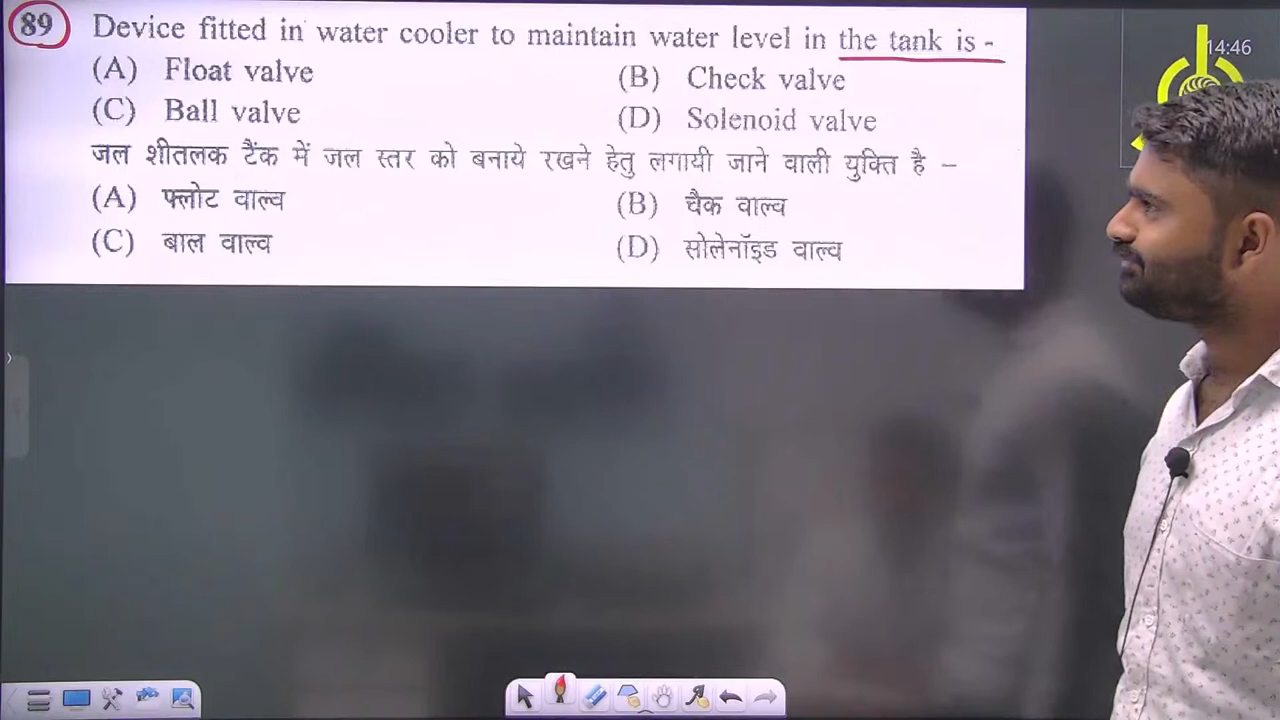 89 Device fitted in water cooler to maintain water level in the tank is -
(A) Float valve (B) Check valve
(C) Ball valve (D) Solenoid valve
जल शीतलक टैंक में जल स्तर को बनाये रखने हेतु लगायी जाने वाली युक्ति है –
(A) फ्लोट वाल्व (B) चैक वाल्व
(C) बाल वाल्व (D) सोलेनॉइड वाल्व
14:46